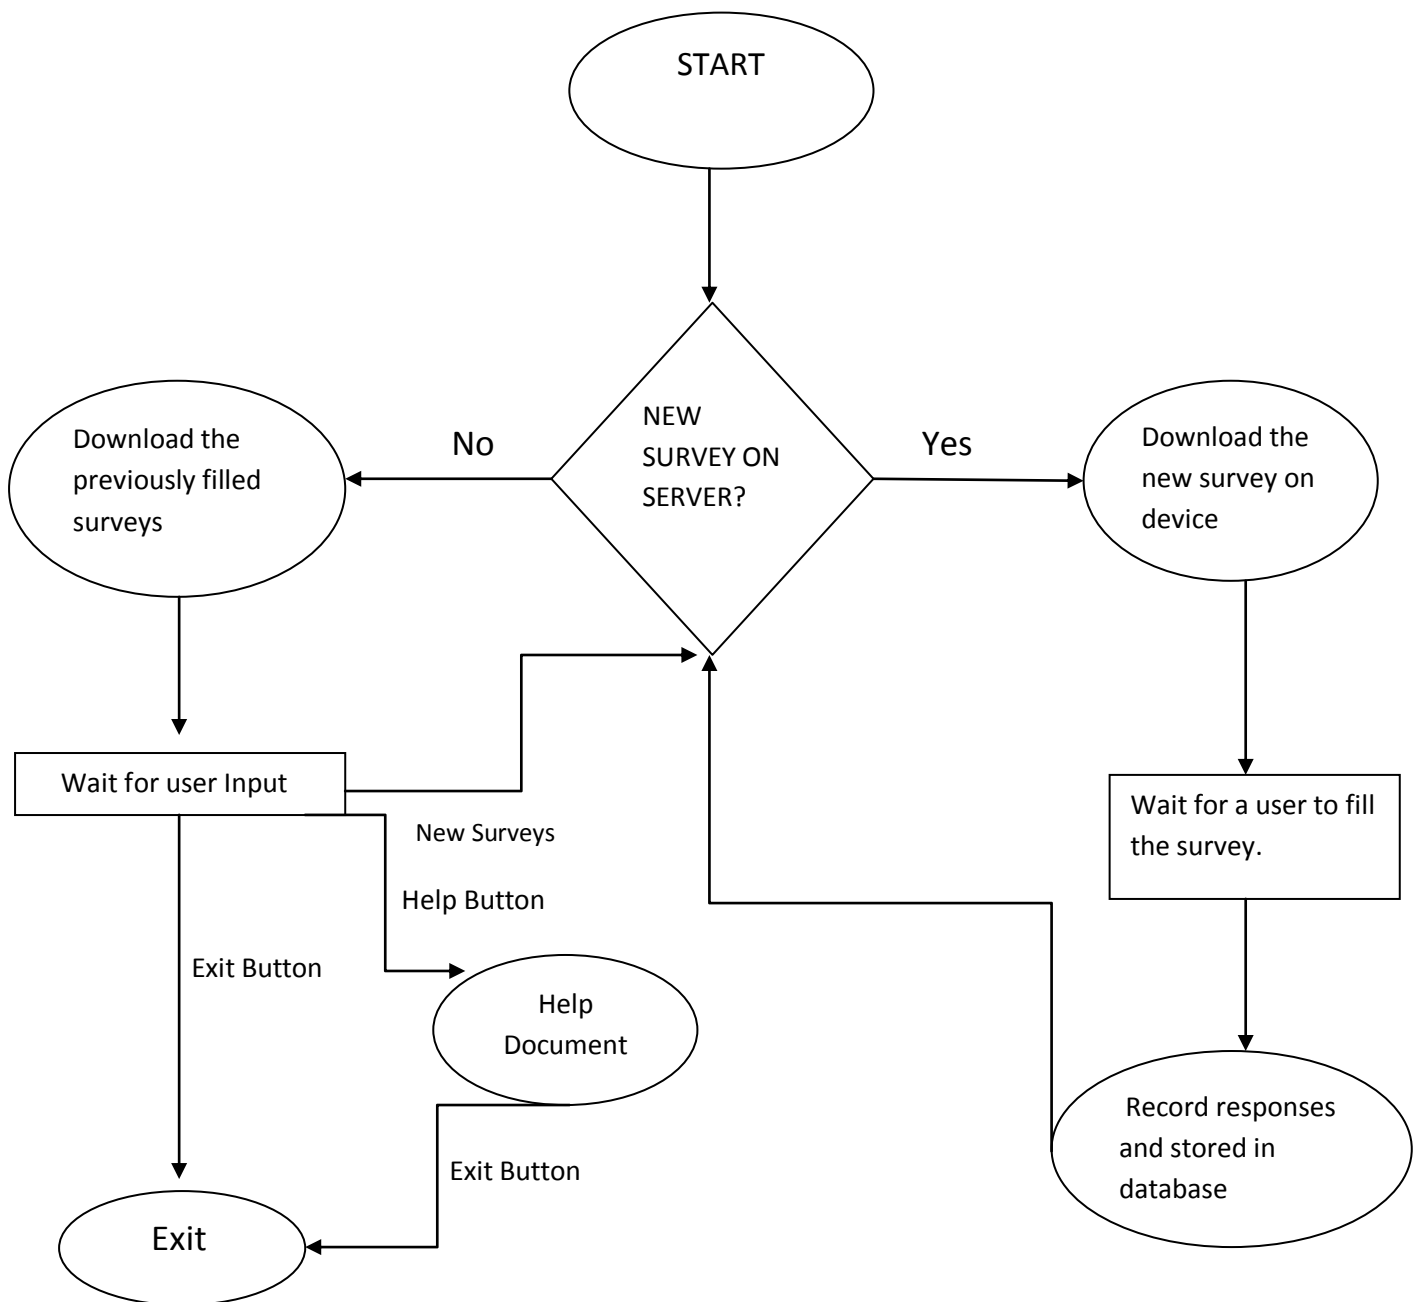 START
NEW
SURVEY ON
SERVER?
No
Yes
Download the
previously filled
surveys
Download the
new survey on
device
Wait for user Input
Wait for a user to fill
the survey.
New Surveys
Help Button
Exit Button
Help
Document
Exit Button
Record responses
and stored in
database
Exit